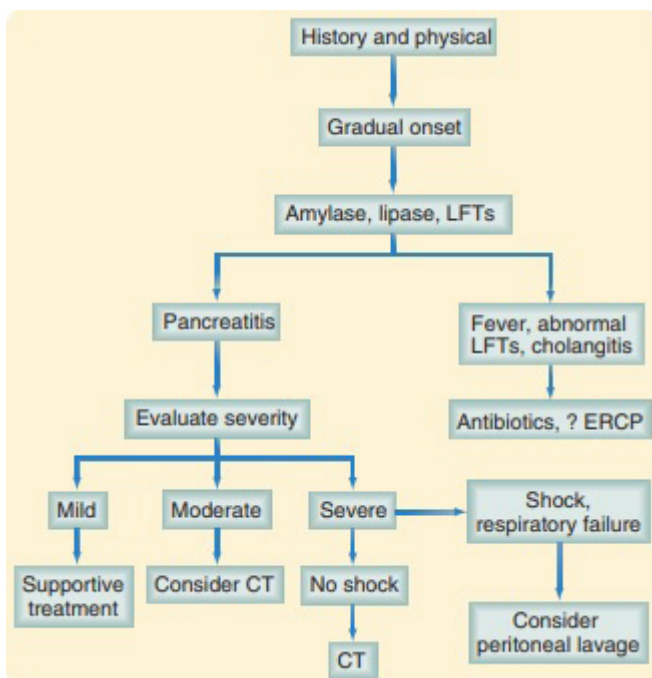 History and physical
Gradual onset
Amylase, lipase, LFTs
Pancreatitis
Fever, abnormal
LFTs, cholangitis
Evaluate severity
Antibiotics, ? ERCP
Mild
Moderate
Severe
Shock,
respiratory failure
Supportive
treatment
Consider CT
No shock
Consider
peritoneal lavage
CT